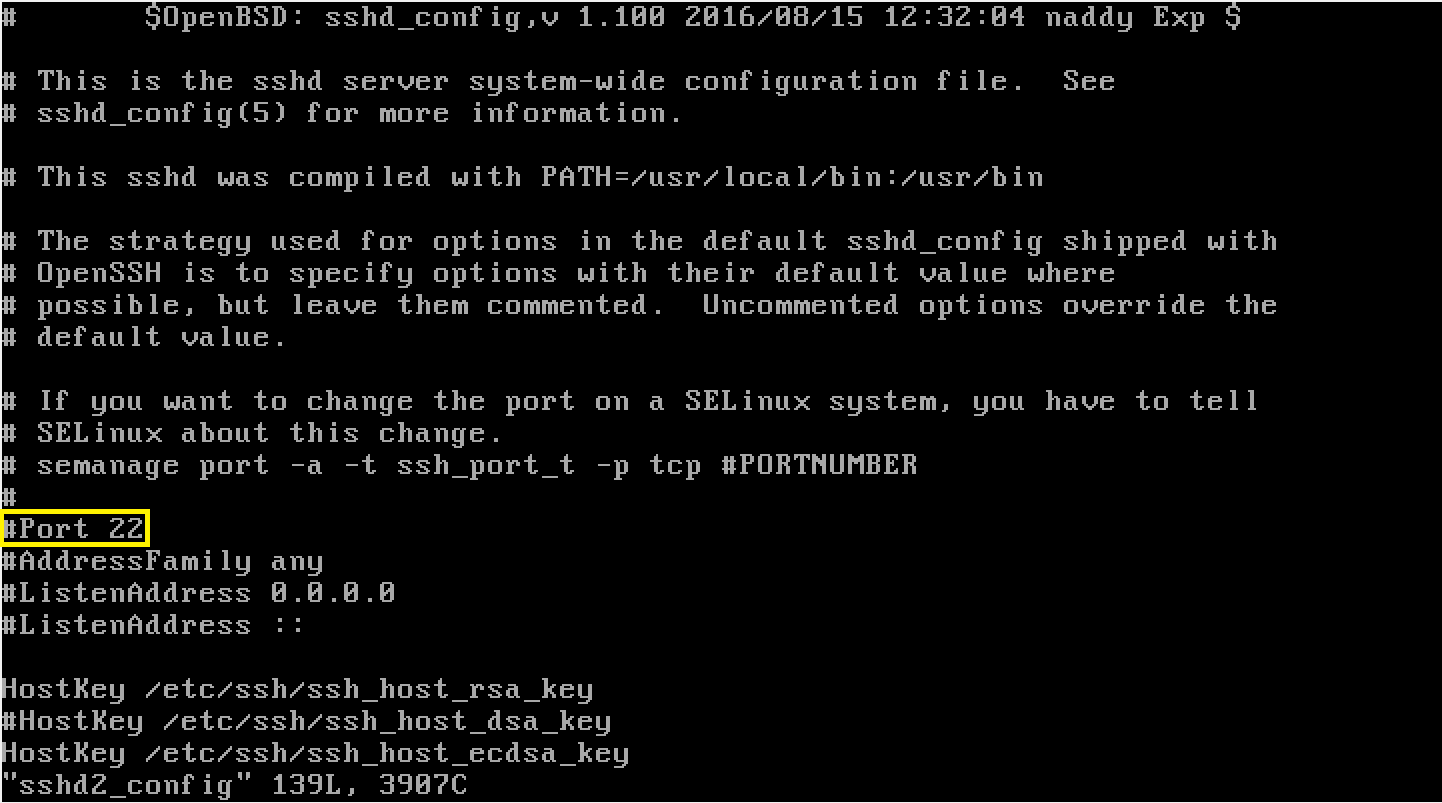 #       $OpenBSD: sshd_config,v 1.100 2016/08/15 12:32:04 naddy Exp $
# This is the sshd server system-wide configuration file.  See
# sshd_config(5) for more information.
# This sshd was compiled with PATH=/usr/local/bin:/usr/bin
# The strategy used for options in the default sshd_config shipped with
# OpenSSH is to specify options with their default value where
# possible, but leave them commented.  Uncommented options override the
# default value.
# If you want to change the port on a SELinux system, you have to tell
# SELinux about this change.
# semanage port -a -t ssh_port_t -p tcp #PORTNUMBER
#
#Port 22
#AddressFamily any
#ListenAddress 0.0.0.0
#ListenAddress ::
HostKey /etc/ssh/ssh_host_rsa_key
#HostKey /etc/ssh/ssh_host_dsa_key
HostKey /etc/ssh/ssh_host_ecdsa_key
"sshd2_config" 139L, 3907C